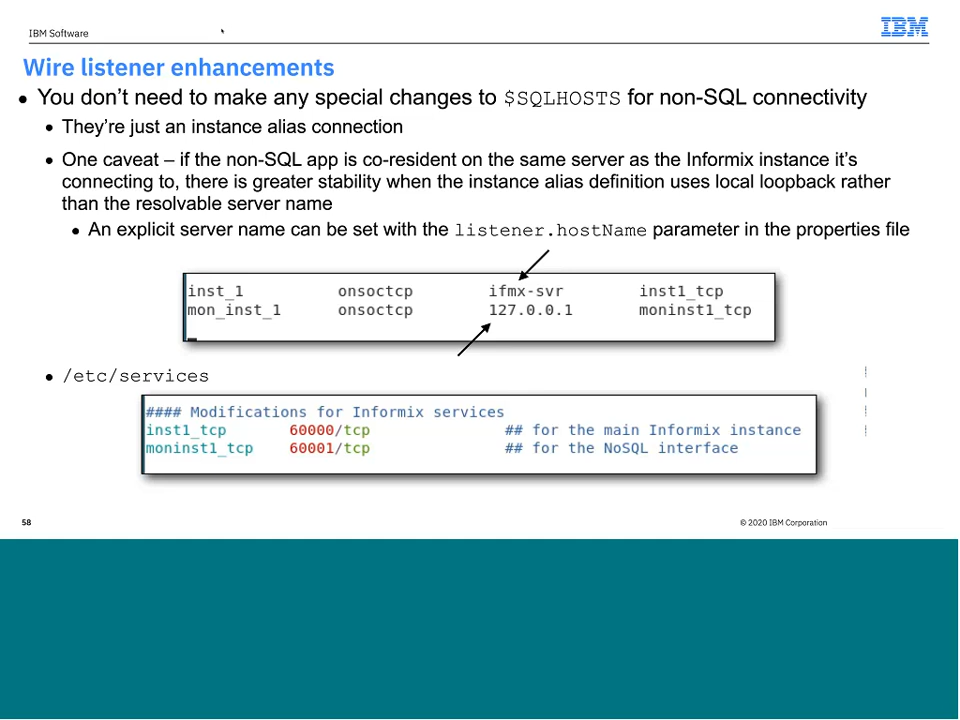 IBM Software
IBM
Wire listener enhancements
You don't need to make any special changes to $SQLHOSTS for non-SQL connectivity
They're just an instance alias connection
One caveat – if the non-SQL app is co-resident on the same server as the Informix instance it's
connecting to, there is greater stability when the instance alias definition uses local loopback rather
than the resolvable server name
An explicit server name can be set with the listener.hostName parameter in the properties file
inst_1 onsoctcp ifmx-svr inst1_tcp
mon_inst_1 onsoctcp 127.0.0.1 moninst1_tcp
/etc/services
#### Modifications for Informix services
inst1_tcp 60000/tcp ## for the main Informix instance
moninst1_tcp 60001/tcp ## for the NoSQL interface
58
© 2020 IBM Corporation